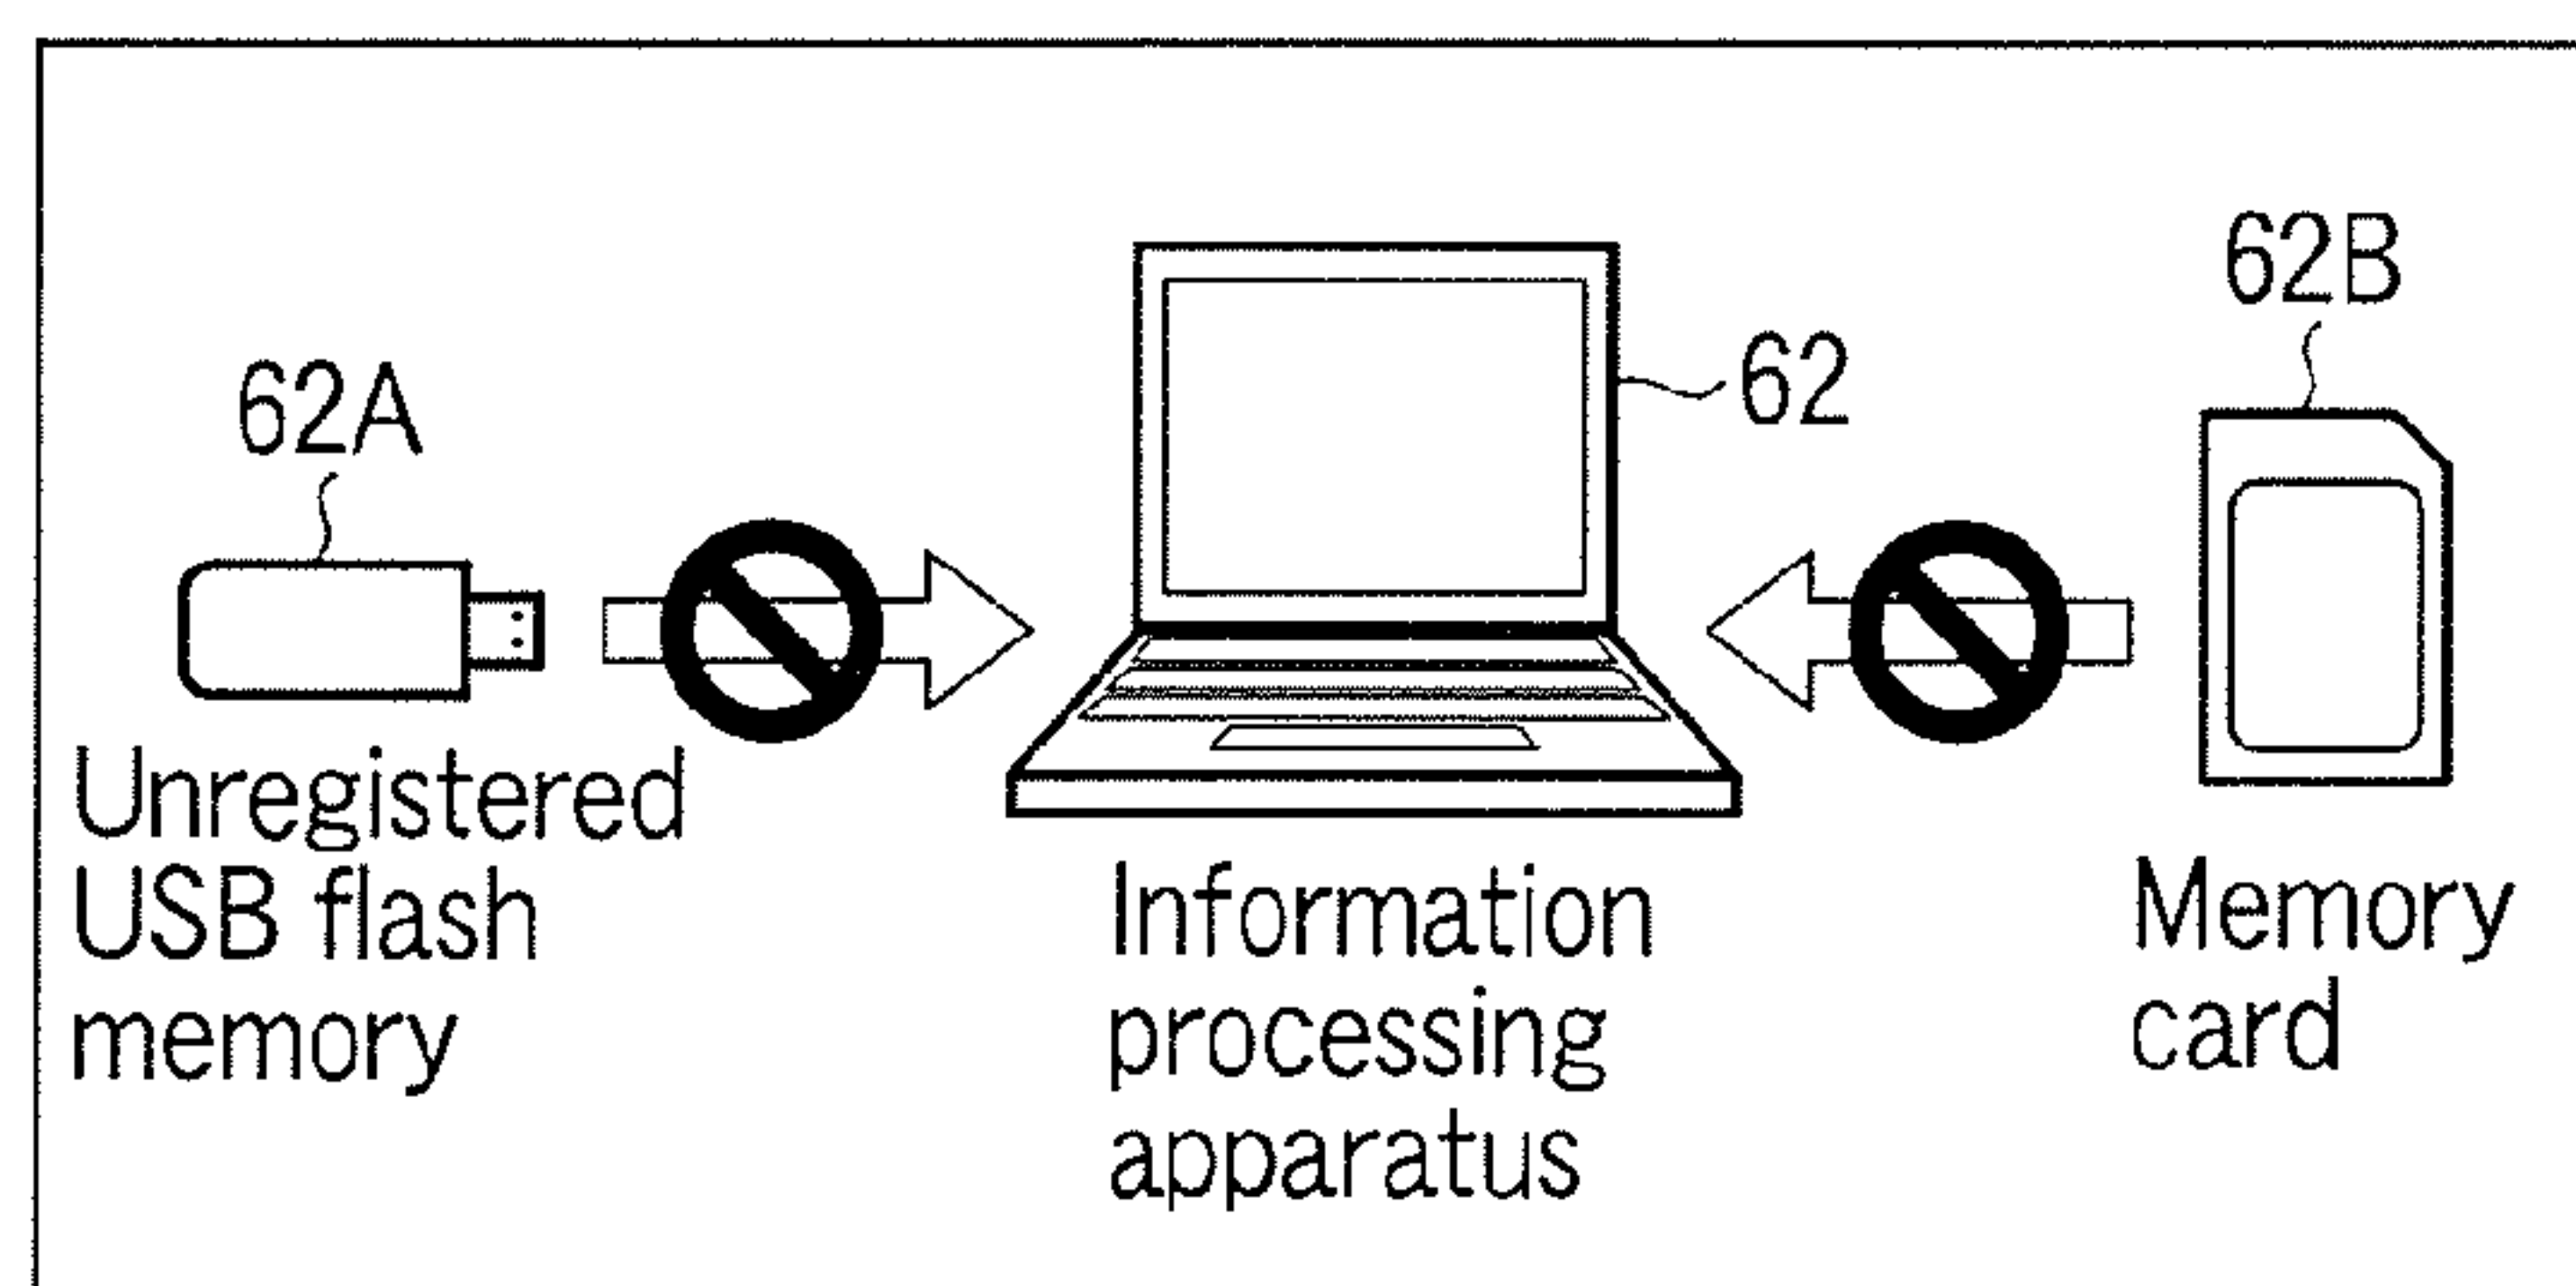 62A
Unregistered
USB flash
memory
62
Information
processing
apparatus
62B
Memory
card